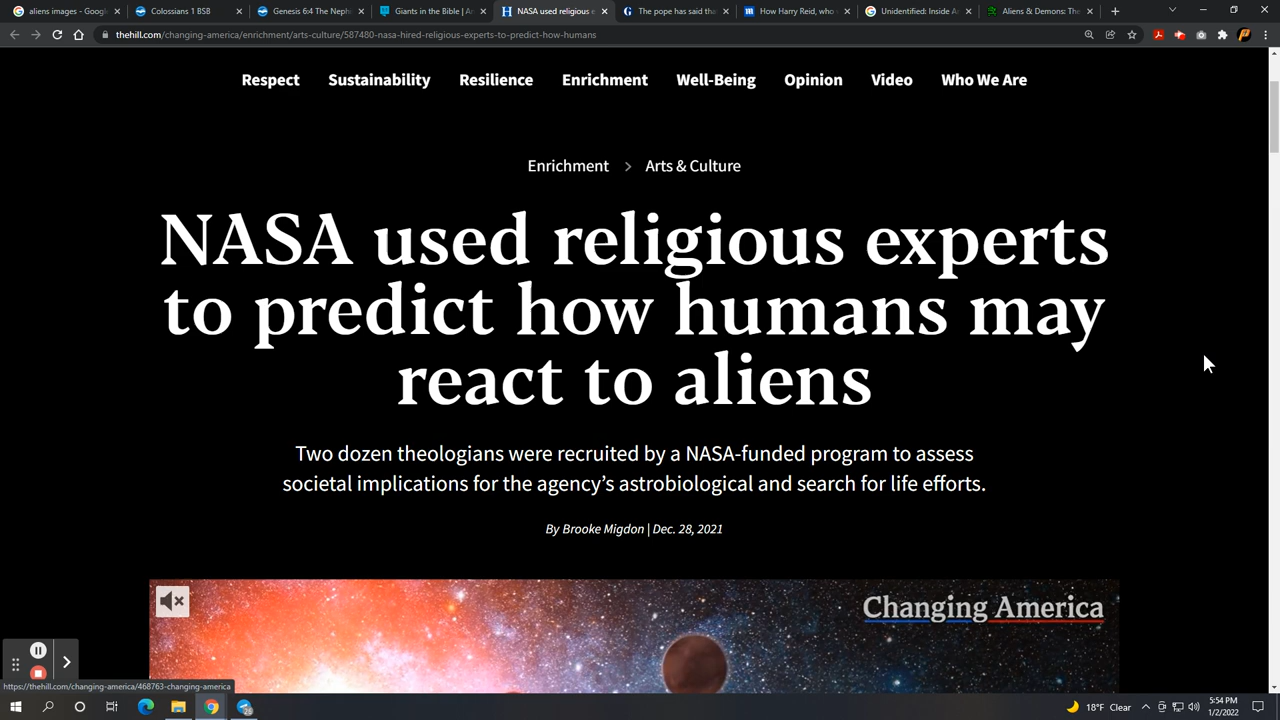 aliens images - Google
Colossians 1 BSB
Genesis 6:4 The Neph
Giants in the Bible | A
NASA used religious e
The pope has said tha
How Harry Reid, who
Unidentified: Inside A
Aliens & Demons: The
thehill.com/changing-america/enrichment/arts-culture/587480-nasa-hired-religious-experts-to-predict-how-humans
Respect Sustainability Resilience Enrichment Well-Being Opinion Video Who We Are
Enrichment > Arts & Culture
NASA used religious experts
to predict how humans may
react to aliens
Two dozen theologians were recruited by a NASA-funded program to assess
societal implications for the agency's astrobiological and search for life efforts.
By Brooke Migdon | Dec. 28, 2021
Changing America
https://thehill.com/changing-america/468763-changing-america
18°F Clear
5:54 PM
1/2/2022